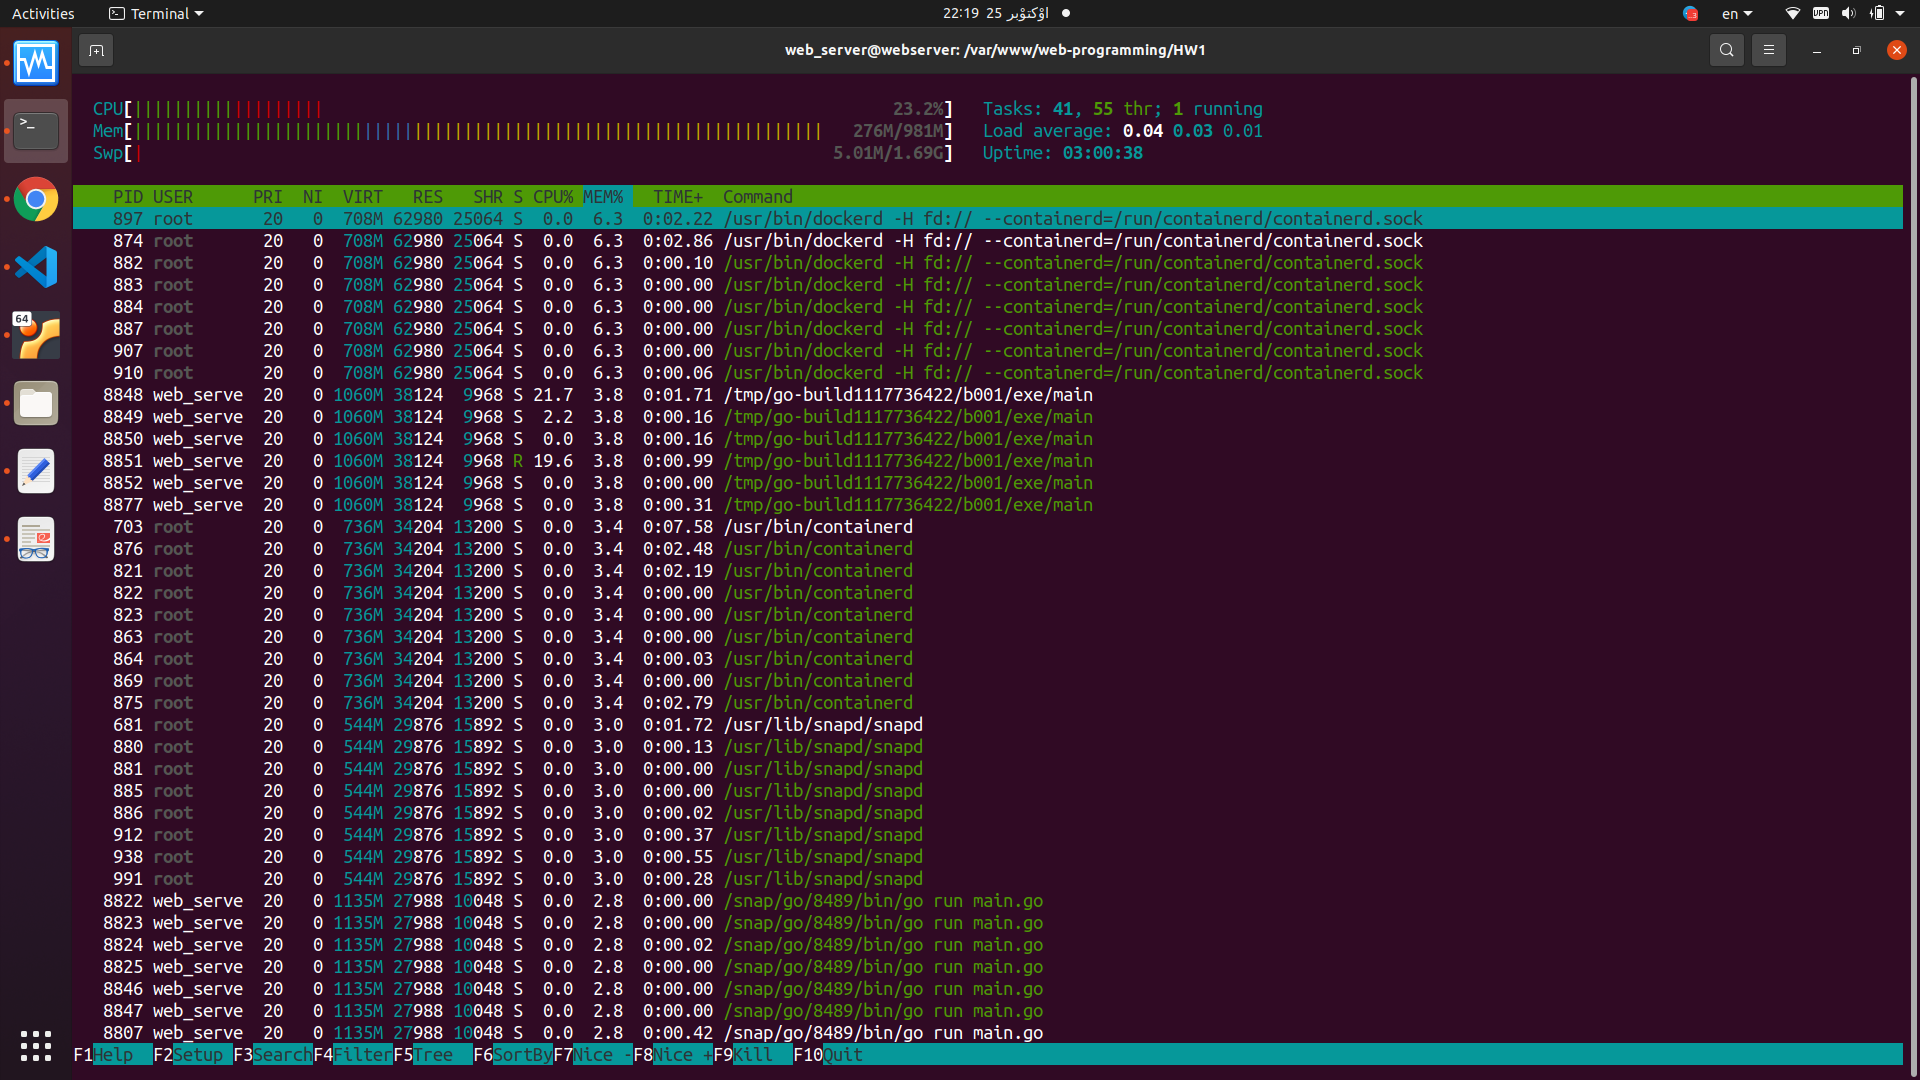 Activities Terminal 22:19 25 اۆکتوْبر en VPN
web_server@webserver: /var/www/web-programming/HW1
CPU[|||||||||||||||||||  23.2%] Tasks: 41, 55 thr; 1 running
Mem[|||||||||||||||||||||||||||||||||||||||||||||||||||||||||||||||||||||  276M/981M] Load average: 0.04 0.03 0.01
Swp[|  5.01M/1.69G] Uptime: 03:00:38
PID USER PRI NI VIRT RES SHR S CPU% MEM% TIME+ Command
897 root 20 0 708M 62980 25064 S 0.0 6.3 0:02.22 /usr/bin/dockerd -H fd:// --containerd=/run/containerd/containerd.sock
874 root 20 0 708M 62980 25064 S 0.0 6.3 0:02.86 /usr/bin/dockerd -H fd:// --containerd=/run/containerd/containerd.sock
882 root 20 0 708M 62980 25064 S 0.0 6.3 0:00.10 /usr/bin/dockerd -H fd:// --containerd=/run/containerd/containerd.sock
883 root 20 0 708M 62980 25064 S 0.0 6.3 0:00.00 /usr/bin/dockerd -H fd:// --containerd=/run/containerd/containerd.sock
884 root 20 0 708M 62980 25064 S 0.0 6.3 0:00.00 /usr/bin/dockerd -H fd:// --containerd=/run/containerd/containerd.sock
887 root 20 0 708M 62980 25064 S 0.0 6.3 0:00.00 /usr/bin/dockerd -H fd:// --containerd=/run/containerd/containerd.sock
907 root 20 0 708M 62980 25064 S 0.0 6.3 0:00.00 /usr/bin/dockerd -H fd:// --containerd=/run/containerd/containerd.sock
910 root 20 0 708M 62980 25064 S 0.0 6.3 0:00.06 /usr/bin/dockerd -H fd:// --containerd=/run/containerd/containerd.sock
8848 web_serve 20 0 1060M 38124 9968 S 21.7 3.8 0:01.71 /tmp/go-build1117736422/b001/exe/main
8849 web_serve 20 0 1060M 38124 9968 S 2.2 3.8 0:00.16 /tmp/go-build1117736422/b001/exe/main
8850 web_serve 20 0 1060M 38124 9968 S 0.0 3.8 0:00.16 /tmp/go-build1117736422/b001/exe/main
8851 web_serve 20 0 1060M 38124 9968 R 19.6 3.8 0:00.99 /tmp/go-build1117736422/b001/exe/main
8852 web_serve 20 0 1060M 38124 9968 S 0.0 3.8 0:00.00 /tmp/go-build1117736422/b001/exe/main
8877 web_serve 20 0 1060M 38124 9968 S 0.0 3.8 0:00.31 /tmp/go-build1117736422/b001/exe/main
703 root 20 0 736M 34204 13200 S 0.0 3.4 0:07.58 /usr/bin/containerd
876 root 20 0 736M 34204 13200 S 0.0 3.4 0:02.48 /usr/bin/containerd
821 root 20 0 736M 34204 13200 S 0.0 3.4 0:02.19 /usr/bin/containerd
822 root 20 0 736M 34204 13200 S 0.0 3.4 0:00.00 /usr/bin/containerd
823 root 20 0 736M 34204 13200 S 0.0 3.4 0:00.00 /usr/bin/containerd
863 root 20 0 736M 34204 13200 S 0.0 3.4 0:00.00 /usr/bin/containerd
864 root 20 0 736M 34204 13200 S 0.0 3.4 0:00.03 /usr/bin/containerd
869 root 20 0 736M 34204 13200 S 0.0 3.4 0:00.00 /usr/bin/containerd
875 root 20 0 736M 34204 13200 S 0.0 3.4 0:02.79 /usr/bin/containerd
681 root 20 0 544M 29876 15892 S 0.0 3.0 0:01.72 /usr/lib/snapd/snapd
880 root 20 0 544M 29876 15892 S 0.0 3.0 0:00.13 /usr/lib/snapd/snapd
881 root 20 0 544M 29876 15892 S 0.0 3.0 0:00.00 /usr/lib/snapd/snapd
885 root 20 0 544M 29876 15892 S 0.0 3.0 0:00.00 /usr/lib/snapd/snapd
886 root 20 0 544M 29876 15892 S 0.0 3.0 0:00.02 /usr/lib/snapd/snapd
912 root 20 0 544M 29876 15892 S 0.0 3.0 0:00.37 /usr/lib/snapd/snapd
938 root 20 0 544M 29876 15892 S 0.0 3.0 0:00.55 /usr/lib/snapd/snapd
991 root 20 0 544M 29876 15892 S 0.0 3.0 0:00.28 /usr/lib/snapd/snapd
8822 web_serve 20 0 1135M 27988 10048 S 0.0 2.8 0:00.00 /snap/go/8489/bin/go run main.go
8823 web_serve 20 0 1135M 27988 10048 S 0.0 2.8 0:00.00 /snap/go/8489/bin/go run main.go
8824 web_serve 20 0 1135M 27988 10048 S 0.0 2.8 0:00.02 /snap/go/8489/bin/go run main.go
8825 web_serve 20 0 1135M 27988 10048 S 0.0 2.8 0:00.00 /snap/go/8489/bin/go run main.go
8846 web_serve 20 0 1135M 27988 10048 S 0.0 2.8 0:00.00 /snap/go/8489/bin/go run main.go
8847 web_serve 20 0 1135M 27988 10048 S 0.0 2.8 0:00.00 /snap/go/8489/bin/go run main.go
8807 web_serve 20 0 1135M 27988 10048 S 0.0 2.8 0:00.42 /snap/go/8489/bin/go run main.go
F1Help F2Setup F3SearchF4FilterF5Tree F6SortByF7Nice -F8Nice +F9Kill F10Quit
>_
64